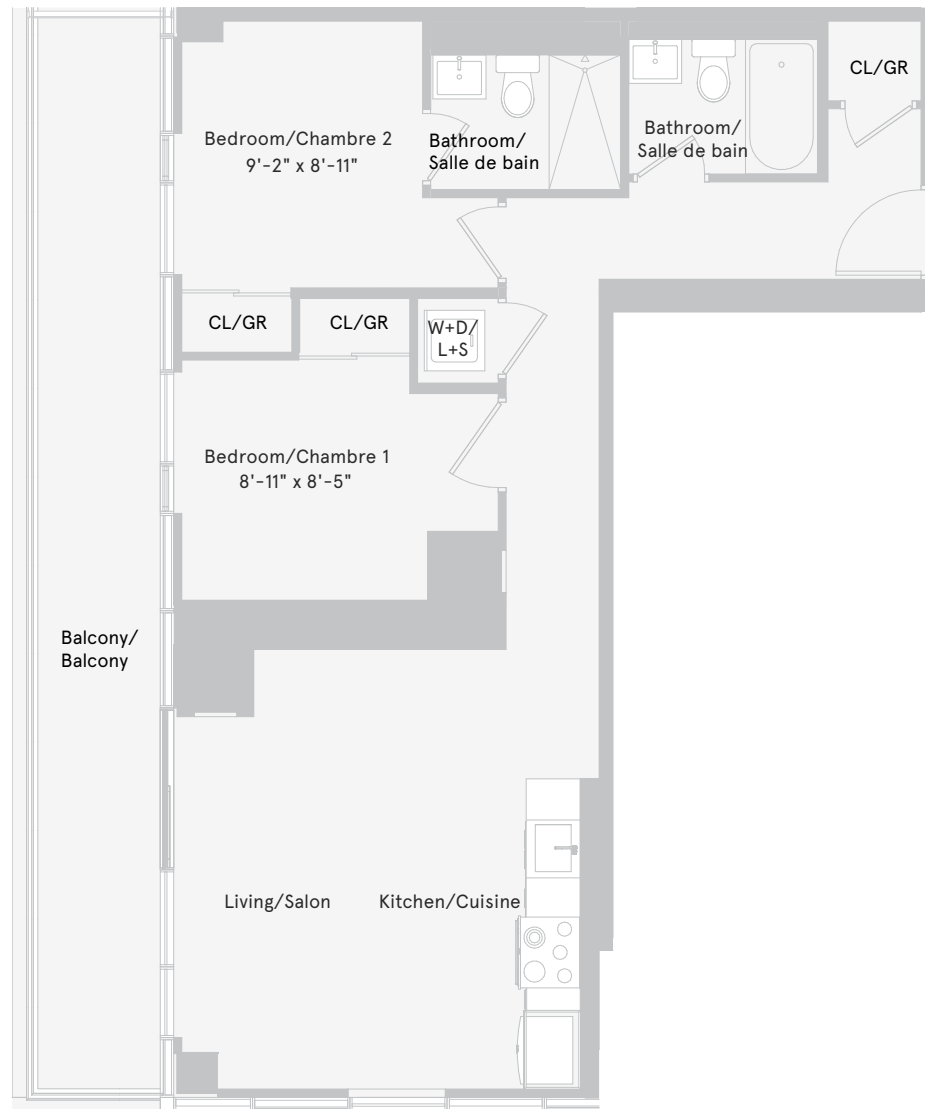 CL/GR
Bedroom/Chambre 2
9'-2" x 8'-11"
Bathroom/
Salle de bain
Bathroom/
Salle de bain
CL/GR
CL/GR
W+D/
L+S
Bedroom/Chambre 1
8'-11" x 8'-5"
Balcony/
Balcony
Living/Salon
Kitchen/Cuisine